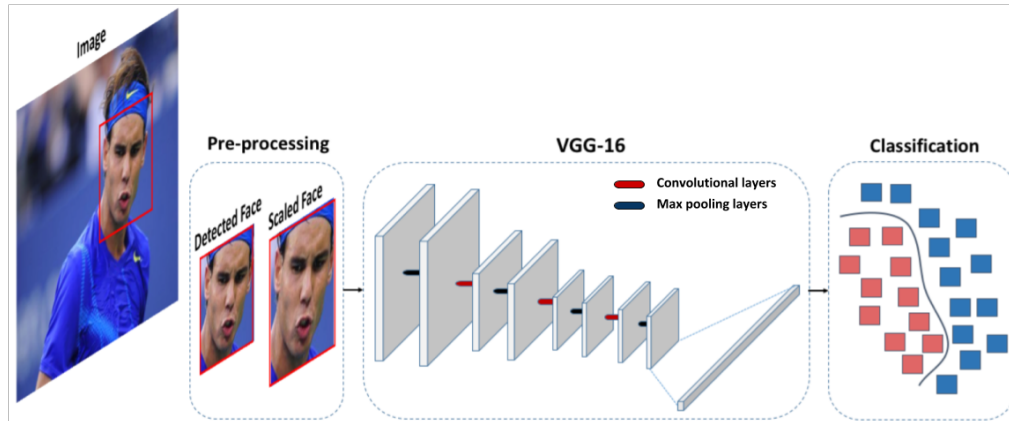 Image
Pre-processing
Detected Face
Scaled Face
VGG-16
Convolutional layers
Max pooling layers
Classification